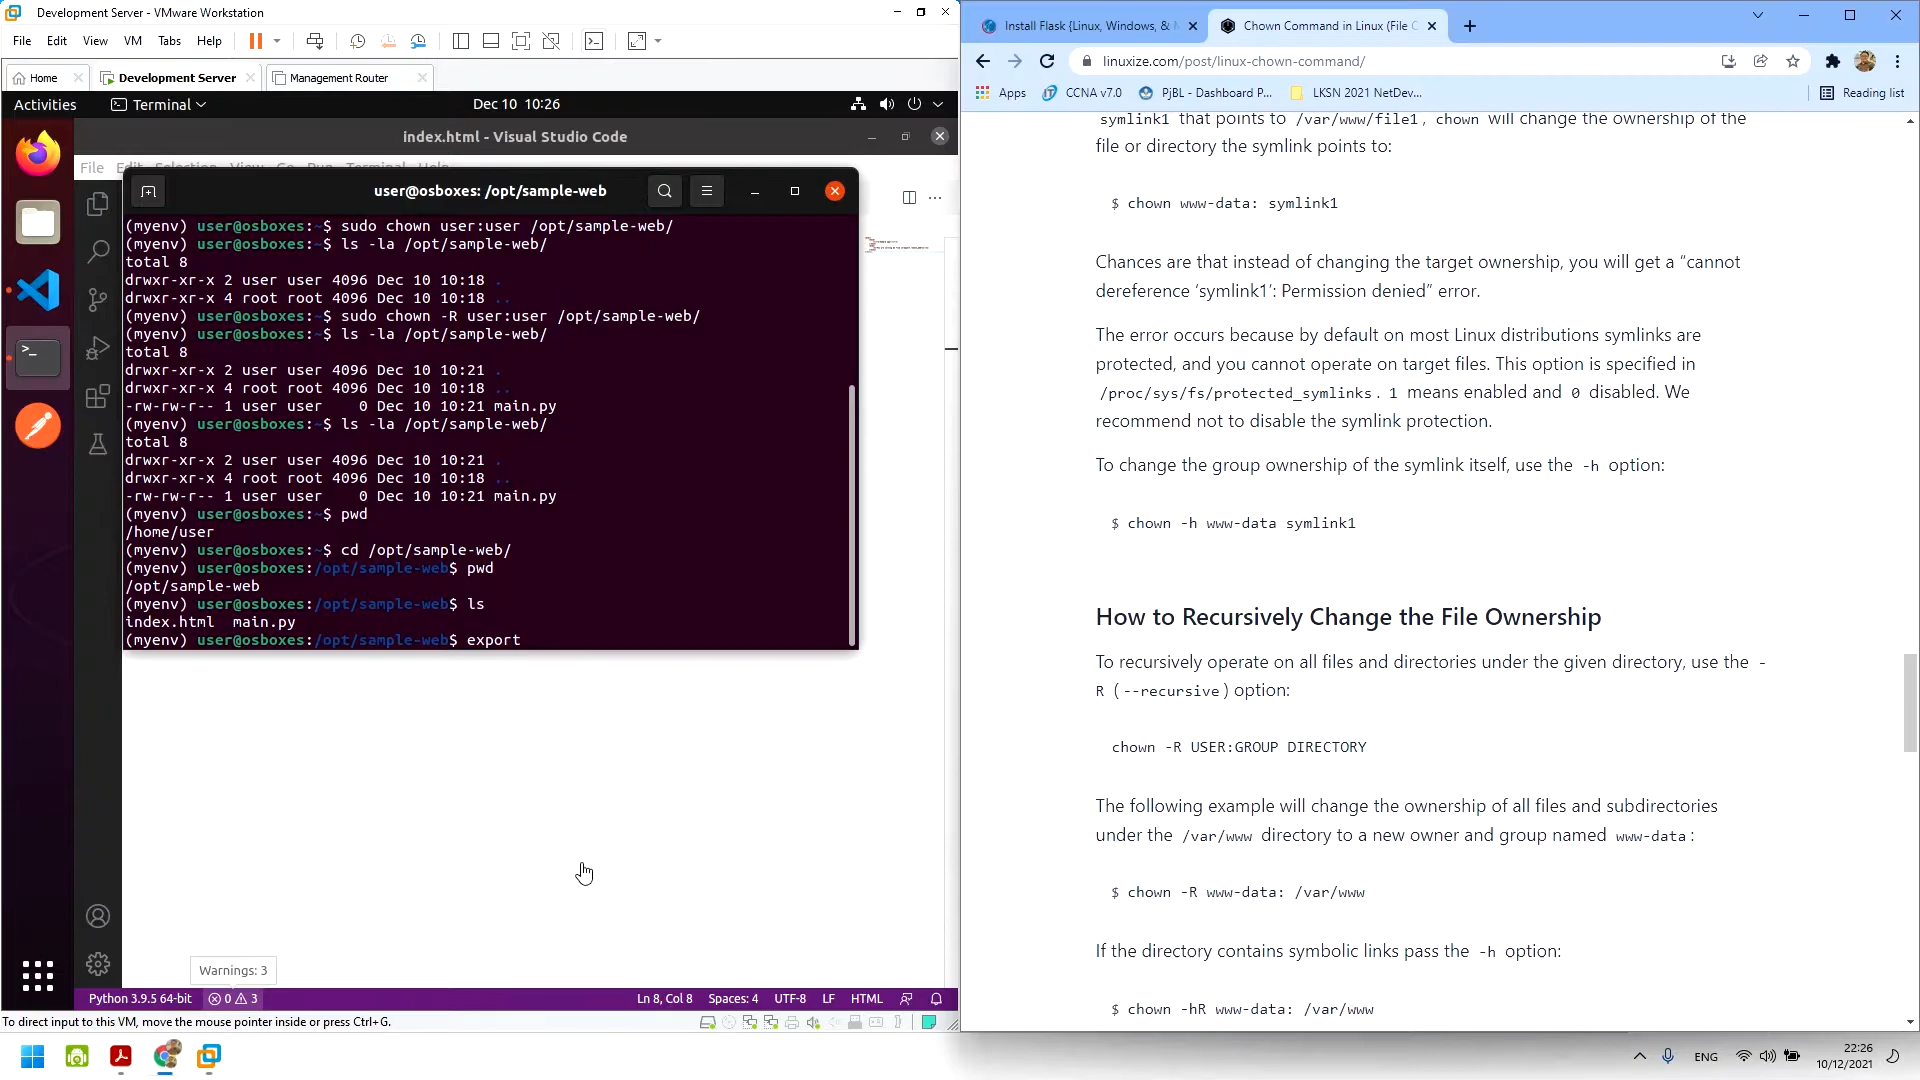 Development Server - VMware Workstation
File Edit View VM Tabs Help
Home Development Server Management Router
Activities Terminal Dec 10 10:26
index.html - Visual Studio Code
File Edit Selection View Go Run Terminal Help
user@osboxes: /opt/sample-web
(myenv) user@osboxes:~$ sudo chown user:user /opt/sample-web/
(myenv) user@osboxes:~$ ls -la /opt/sample-web/
total 8
drwxr-xr-x 2 user user 4096 Dec 10 10:18 .
drwxr-xr-x 4 root root 4096 Dec 10 10:18 ..
(myenv) user@osboxes:~$ sudo chown -R user:user /opt/sample-web/
(myenv) user@osboxes:~$ ls -la /opt/sample-web/
total 8
drwxr-xr-x 2 user user 4096 Dec 10 10:21 .
drwxr-xr-x 4 root root 4096 Dec 10 10:18 ..
-rw-rw-r-- 1 user user    0 Dec 10 10:21 main.py
(myenv) user@osboxes:~$ ls -la /opt/sample-web/
total 8
drwxr-xr-x 2 user user 4096 Dec 10 10:21 .
drwxr-xr-x 4 root root 4096 Dec 10 10:18 ..
-rw-rw-r-- 1 user user    0 Dec 10 10:21 main.py
(myenv) user@osboxes:~$ pwd
/home/user
(myenv) user@osboxes:~$ cd /opt/sample-web/
(myenv) user@osboxes:/opt/sample-web$ pwd
/opt/sample-web
(myenv) user@osboxes:/opt/sample-web$ ls
index.html  main.py
(myenv) user@osboxes:/opt/sample-web$ export
Warnings: 3
Python 3.9.5 64-bit 0 3 Ln 8, Col 8 Spaces: 4 UTF-8 LF HTML
To direct input to this VM, move the mouse pointer inside or press Ctrl+G.
Install Flask {Linux, Windows, & Chown Command in Linux (File
linuxize.com/post/linux-chown-command/
Apps CCNA v7.0 PjBL - Dashboard P... LKSN 2021 NetDev... Reading list
symlink1 that points to /var/www/file1, chown will change the ownership of the
file or directory the symlink points to:
$ chown www-data: symlink1
Chances are that instead of changing the target ownership, you will get a “cannot
dereference ‘symlink1’: Permission denied” error.
The error occurs because by default on most Linux distributions symlinks are
protected, and you cannot operate on target files. This option is specified in
/proc/sys/fs/protected_symlinks. 1 means enabled and 0 disabled. We
recommend not to disable the symlink protection.
To change the group ownership of the symlink itself, use the -h option:
$ chown -h www-data symlink1
How to Recursively Change the File Ownership
To recursively operate on all files and directories under the given directory, use the -
R (--recursive) option:
chown -R USER:GROUP DIRECTORY
The following example will change the ownership of all files and subdirectories
under the /var/www directory to a new owner and group named www-data:
$ chown -R www-data: /var/www
If the directory contains symbolic links pass the -h option:
$ chown -hR www-data: /var/www
ENG 22:26
10/12/2021